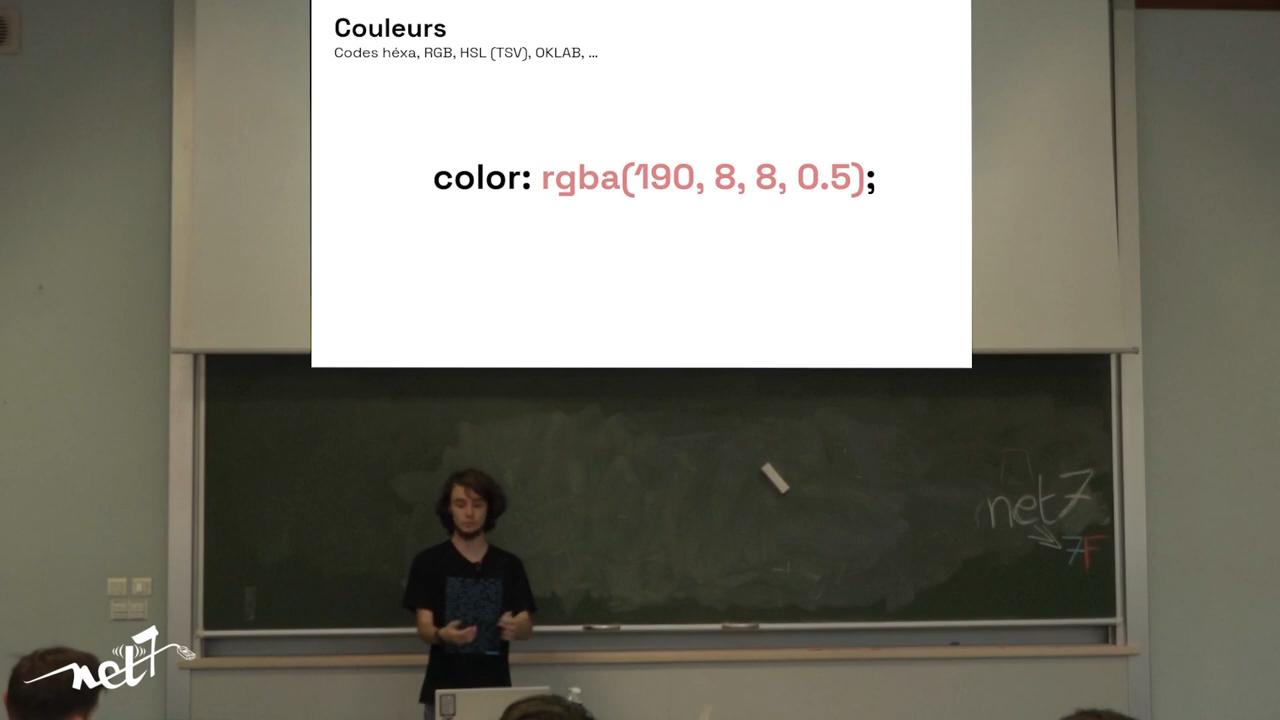 Couleurs
Codes héxa, RGB, HSL (TSV), OKLAB, ...
color: rgba(190, 8, 8, 0.5);
net7
7F
net7